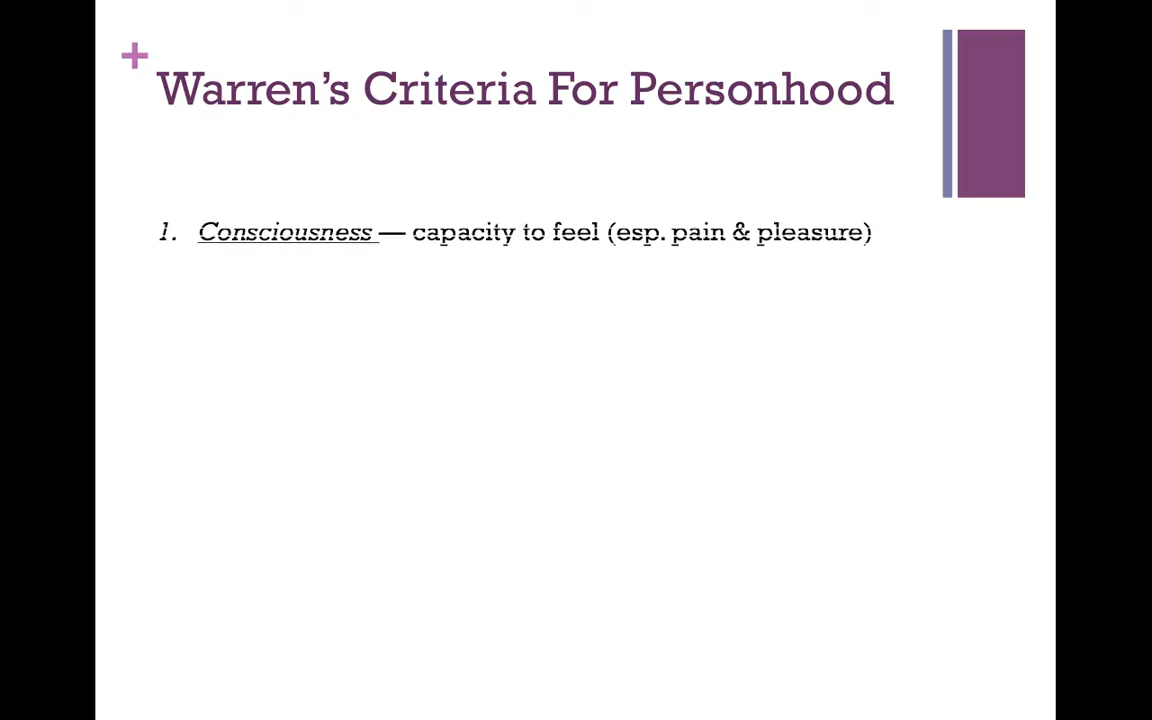 +
Warren’s Criteria For Personhood
1. Consciousness — capacity to feel (esp. pain & pleasure)